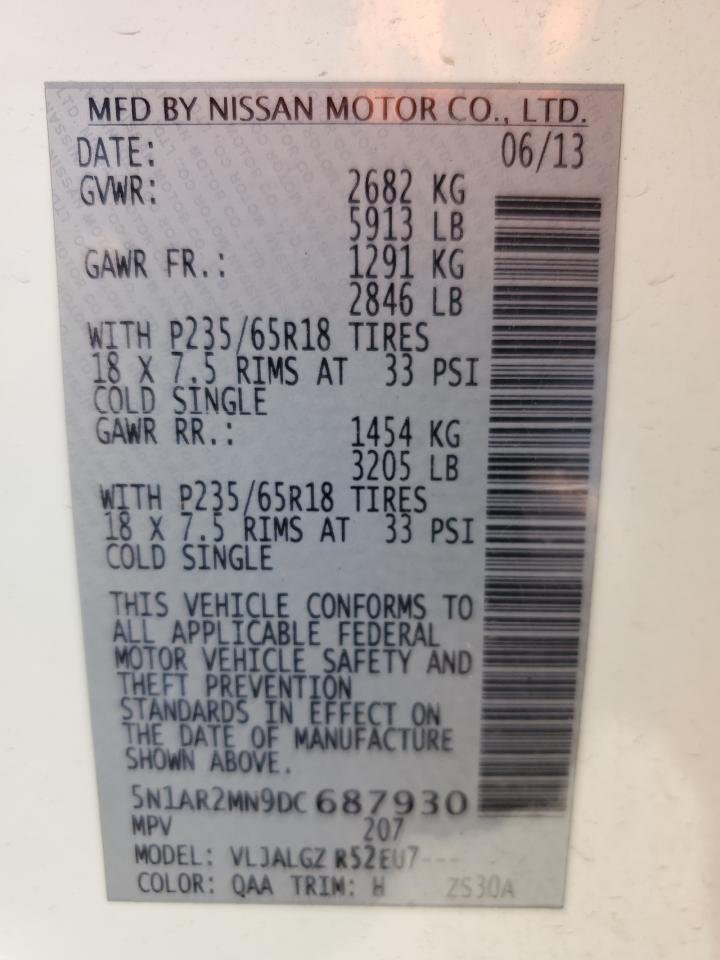 MFD BY NISSAN MOTOR CO., LTD.
DATE: 06/13
GVWR: 2682 KG
5913 LB
GAWR FR.: 1291 KG
2846 LB
WITH P235/65R18 TIRES
18 X 7.5 RIMS AT 33 PSI
COLD SINGLE
GAWR RR.: 1454 KG
3205 LB
WITH P235/65R18 TIRES
18 X 7.5 RIMS AT 33 PSI
COLD SINGLE
THIS VEHICLE CONFORMS TO
ALL APPLICABLE FEDERAL
MOTOR VEHICLE SAFETY AND
THEFT PREVENTION
STANDARDS IN EFFECT ON
THE DATE OF MANUFACTURE
SHOWN ABOVE.
5N1AR2MN9DC 687930
MPV 207
MODEL: VLJALGZ R52EU7---
COLOR: QAA TRIM: H ZS30A